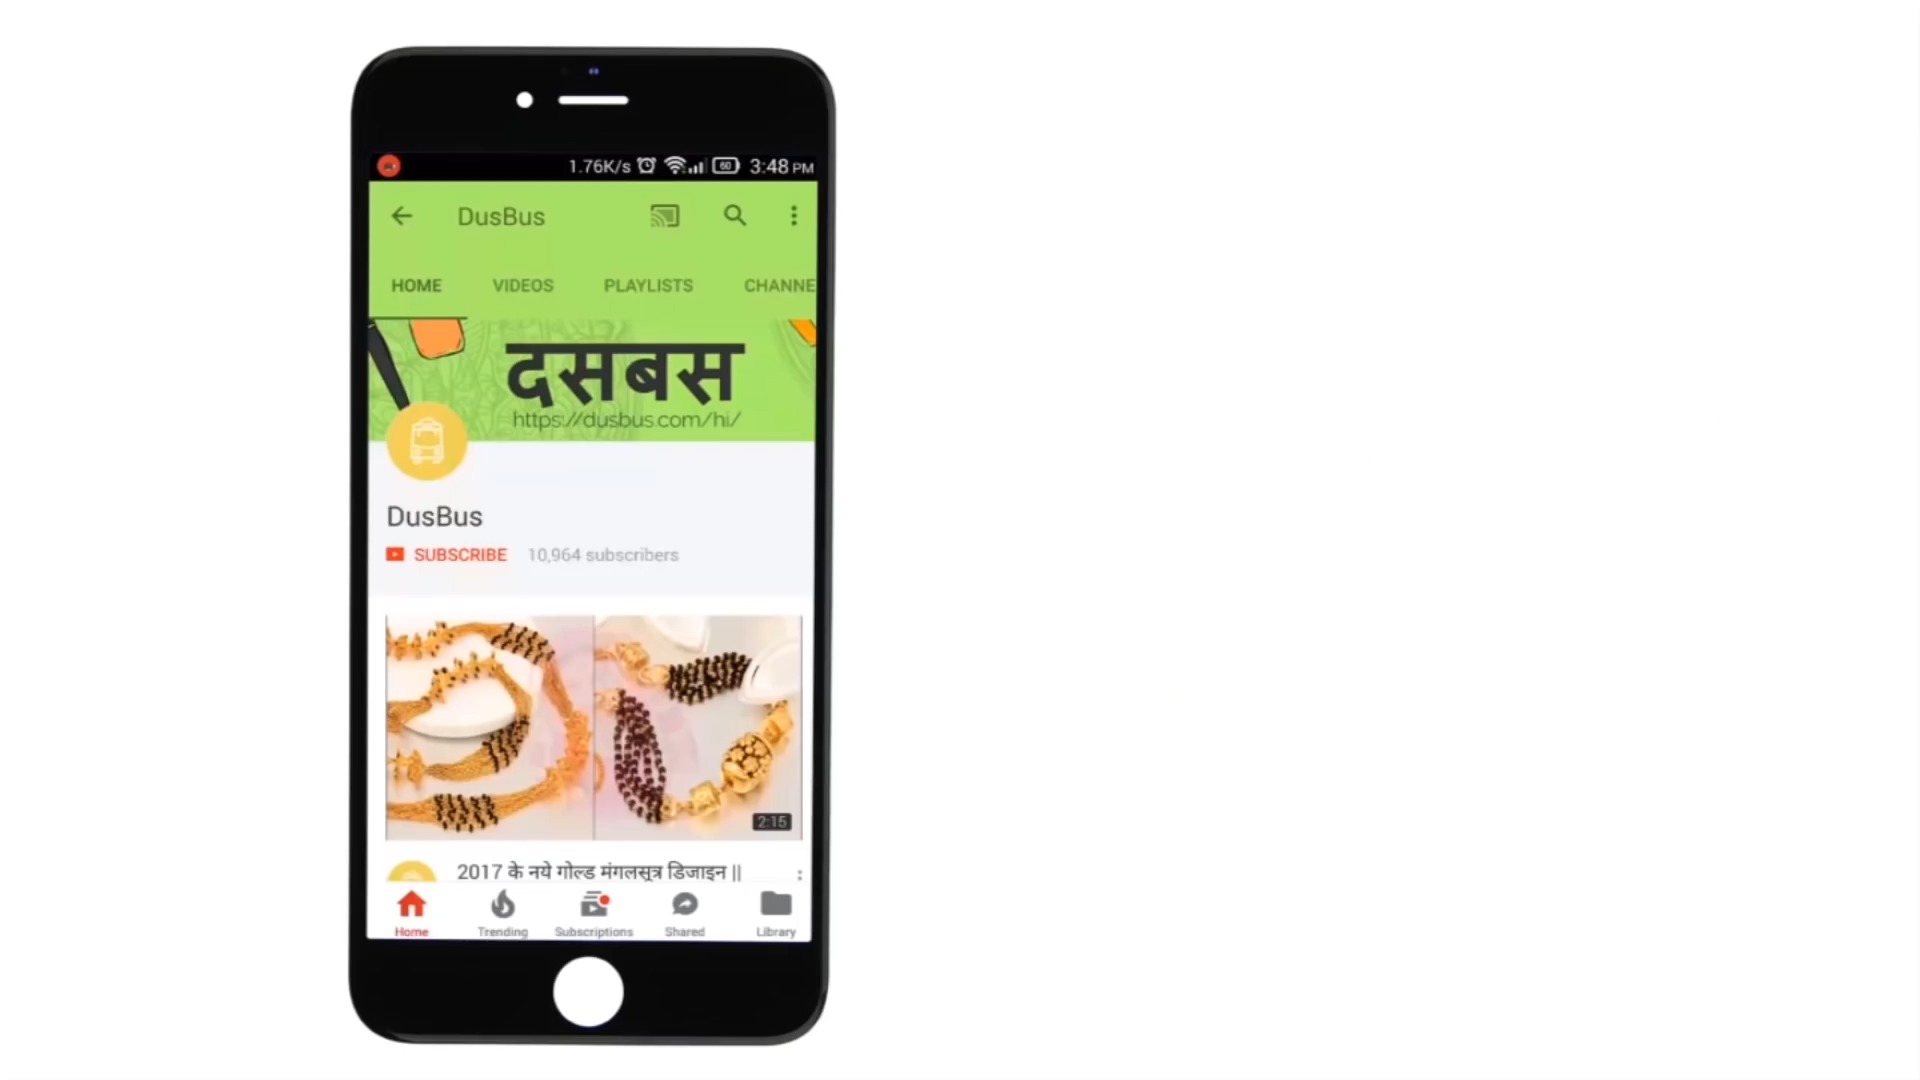 1.76K/s 60 3:48 PM
DusBus
HOME VIDEOS PLAYLISTS CHANNE
दसबस
https://dusbus.com/hi/
DusBus
SUBSCRIBE 10,964 subscribers
2:15
2017 के नये गोल्ड मंगलसूत्र डिजाइन ||
Home Trending Subscriptions Shared Library